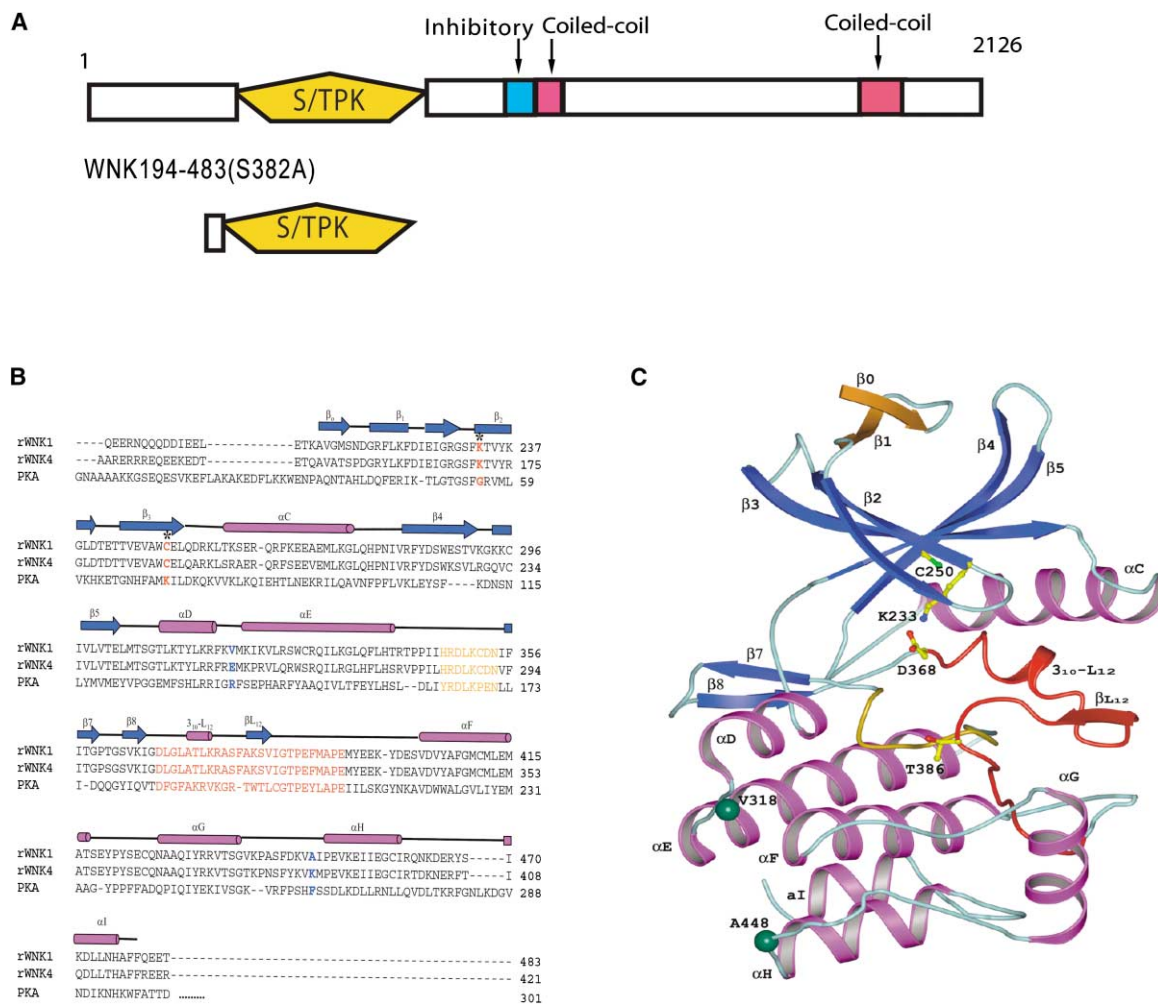 A
Inhibitory Coiled-coil
Coiled-coil
1
2126
S/TPK
WNK194-483(S382A)
S/TPK
B
β0 β1 β2
*
rWNK1 ----QEERNQQQDDIEEL------------ETKAVGMSNDGRFLKFDIEIGRGSFKTVYK 237
rWNK4 ----AARERRREQEEKEDT-----------ETQAVATSPDGRYLKFDIEIGRGSFKTVYR 175
PKA GNAAAAKKGSEQESVKEFLAKAKEDFLKKWENPAQNTAHLDQFERIK-TLGTGSFGRVML 59
β3 αC β4
*
rWNK1 GLDTETTVEVAWCELQDRKLTKSER-QRFKEEAEMLKGLQHPNIVRFYDSWESTVKGKKC 296
rWNK4 GLDTDTTVEVAWCELQARKLSRAER-QRFSEEVEMLKGLQHPNIVRFYDSWKSVLRGQVC 234
PKA VKHKETGNHFAMKILDKQKVVKLKQIEHTLNEKRILQAVNFPFLVKLEYSF---KDNSN 115
β5 αD αE
rWNK1 IVLVTELMTSGTLKTYLKRFKVMKIKVLRSWCRQILKGLQFLHTRTPPIIHRDLKCDNIF 356
rWNK4 IVLVTELMTSGTLKTYLRRFREMKPRVLQRWSRQILRGLHFLHSRVPPILHRDLKCDNVF 294
PKA LYMVMEYVPGGEMFSHLRRIGRFSEPHARFYAAQIVLTFEYLHSL--DLIYRDLKPENLL 173
β7 β8 3₁₀-L₁₂ βL₁₂ αF
rWNK1 ITGPTGSVKIGDLGLATLKRASFAKSVIGTPEFMAPEMYEEK-YDESVDVYAFGMCMLEM 415
rWNK4 ITGPSGSVKIGDLGLATLKRASFAKSVIGTPEFMAPEMYEEK-YDEAVDVYAFGMCMLEM 353
PKA I-DQQGYIQVTDFGFAKRVKGR-TWTLCGTPEYLAPEIILSKGYNKAVDWWALGVLIYEM 231
αG αH
rWNK1 ATSEYPYSECQNAAQIYRRVTSGVKPASFDKVAIPEVKEIIEGCIRQNKDERYS-----I 470
rWNK4 ATSEYPYSECQNAAQIYRKVTSGTKPNSFYKVKMPEVKEIIEGCIRTDKNERFT-----I 408
PKA AAG-YPPFFADQPIQIYEKIVSGK--VRFPSHFSSDLKDLLRNLLQVDLTKRFGNLKDGV 288
αI
rWNK1 KDLLNHAFFQEET---------------------------------------------- 483
rWNK4 QDLLTHAFFREER---------------------------------------------- 421
PKA NDIKNHKWFATTD ......... 301
C
β0
β1
β4
β5
β3
β2
C250
αC
K233
β7
D368
3₁₀-L₁₂
β8
βL₁₂
αD
T386
αG
V318
αE
αF
aI
A448
αH